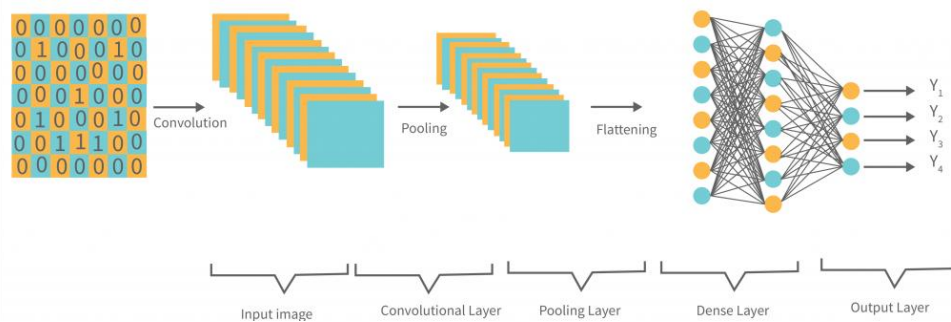 0 0 0 0 0 0 0
0 1 0 0 0 1 0
0 0 0 0 0 0 0
0 0 0 1 0 0 0
0 1 0 0 0 1 0
0 0 1 1 1 0 0
0 0 0 0 0 0 0
Convolution
Pooling
Flattening
Y1
Y2
Y3
Y4
Input image
Convolutional Layer
Pooling Layer
Dense Layer
Output Layer